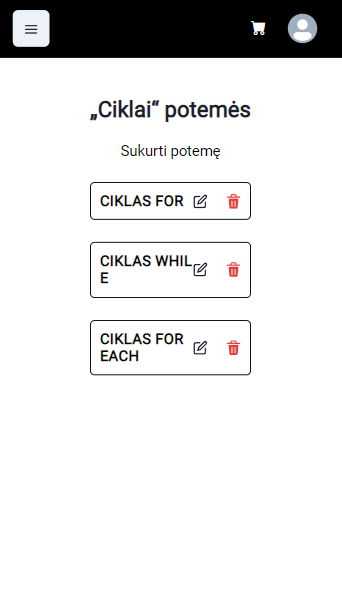 „Ciklai“ potemės
Sukurti potemę
CIKLAS FOR
CIKLAS WHIL
E
CIKLAS FOR
EACH